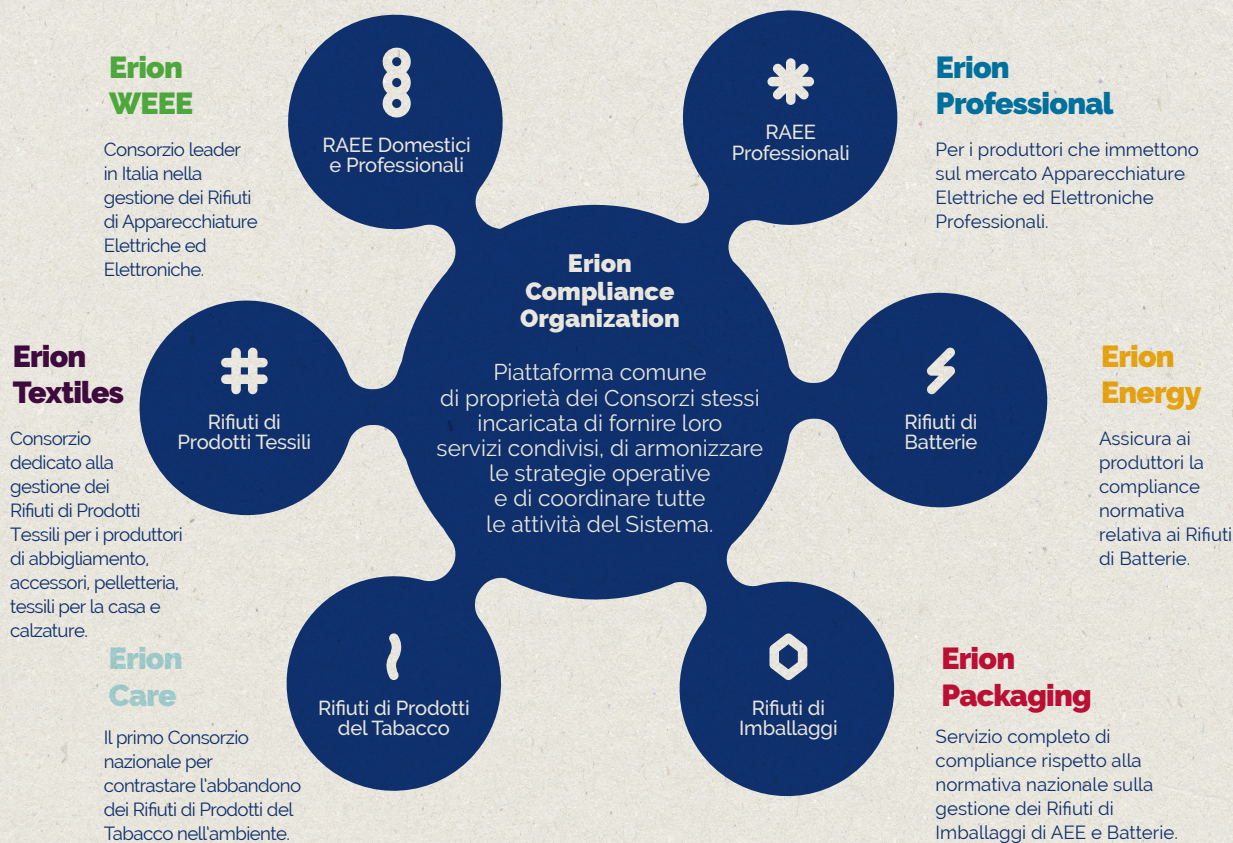 Erion
WEEE
Consorzio leader
in Italia nella
gestione dei Rifiuti
di Apparecchiature
Elettriche ed
Elettroniche.
RAEE Domestici
e Professionali
RAEE
Professionali
Erion
Professional
Per i produttori che immettono
sul mercato Apparecchiature
Elettriche ed Elettroniche
Professionali.
Erion
Compliance
Organization
Piattaforma comune
di proprietà dei Consorzi stessi
incaricata di fornire loro
servizi condivisi, di armonizzare
le strategie operative
e di coordinare tutte
le attività del Sistema.
Erion
Textiles
Consorzio
dedicato alla
gestione dei
Rifiuti di Prodotti
Tessili per i produttori
di abbigliamento,
accessori, pelletteria,
tessili per la casa e
calzature.
Rifiuti di
Prodotti Tessili
Rifiuti di
Batterie
Erion
Energy
Assicura ai
produttori la
compliance
normativa
relativa ai Rifiuti
di Batterie.
Erion
Care
Il primo Consorzio
nazionale per
contrastare l'abbandono
dei Rifiuti di Prodotti del
Tabacco nell'ambiente.
Rifiuti di Prodotti
del Tabacco
Rifiuti di
Imballaggi
Erion
Packaging
Servizio completo di
compliance rispetto alla
normativa nazionale sulla
gestione dei Rifiuti di
Imballaggi di AEE e Batterie.